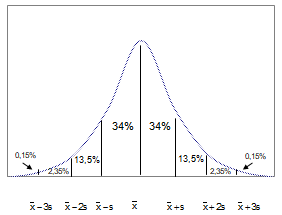 34% 34%
13,5% 13,5%
0,15% 0,15%
2,35% 2,35%
x̄ – 3s x̄ – 2s x̄ – s x̄ x̄ + s x̄ + 2s x̄ + 3s